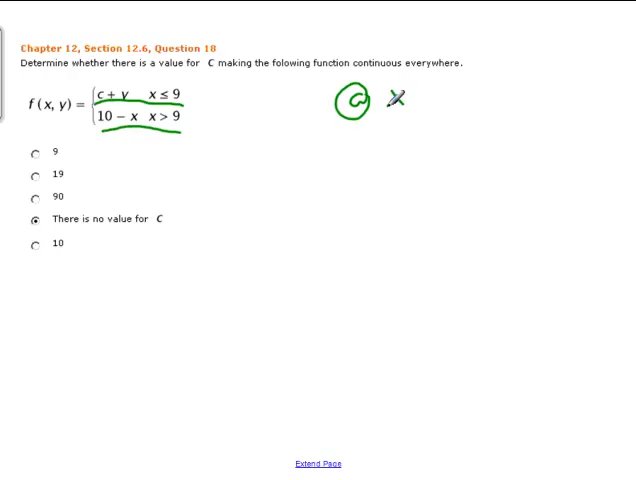 Chapter 12, Section 12.6, Question 18
Determine whether there is a value for C making the folowing function continuous everywhere.
c + y x ≤ 9
f (x, y) =
10 − x x > 9
@ x
9
19
90
There is no value for C
10
Extend Page